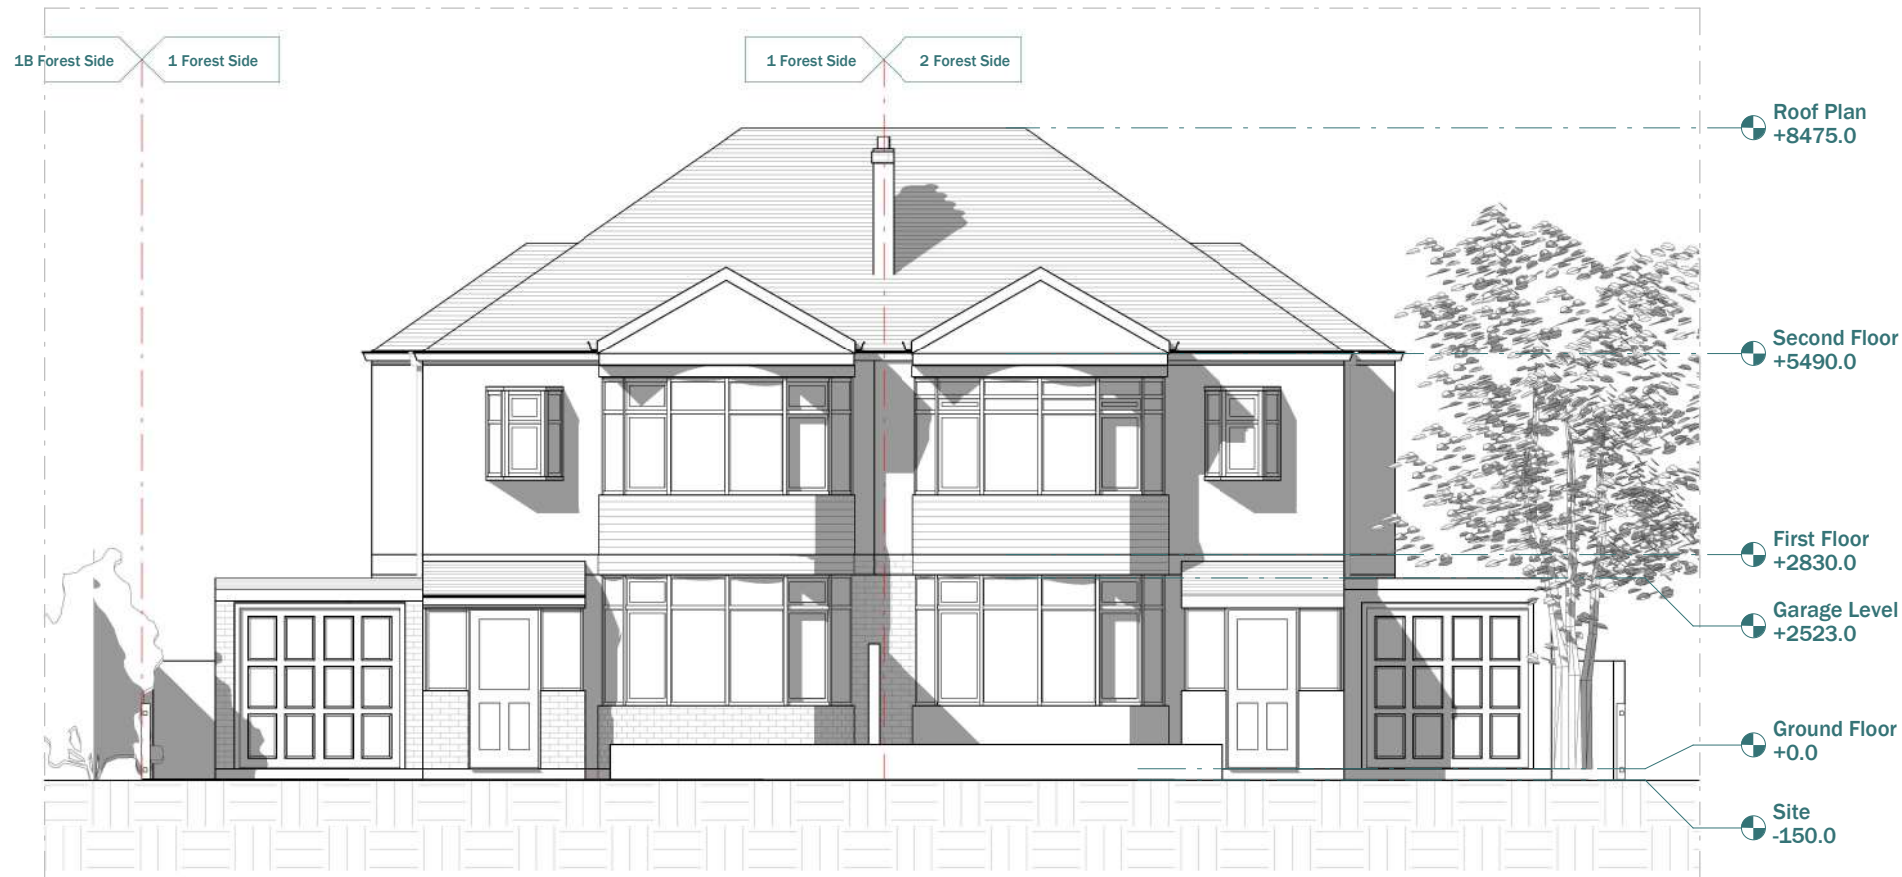 1B Forest Side
1 Forest Side
1 Forest Side
2 Forest Side
Roof Plan
+8475.0
Second Floor
+5490.0
First Floor
+2830.0
Garage Level
+2523.0
Ground Floor
+0.0
Site
-150.0